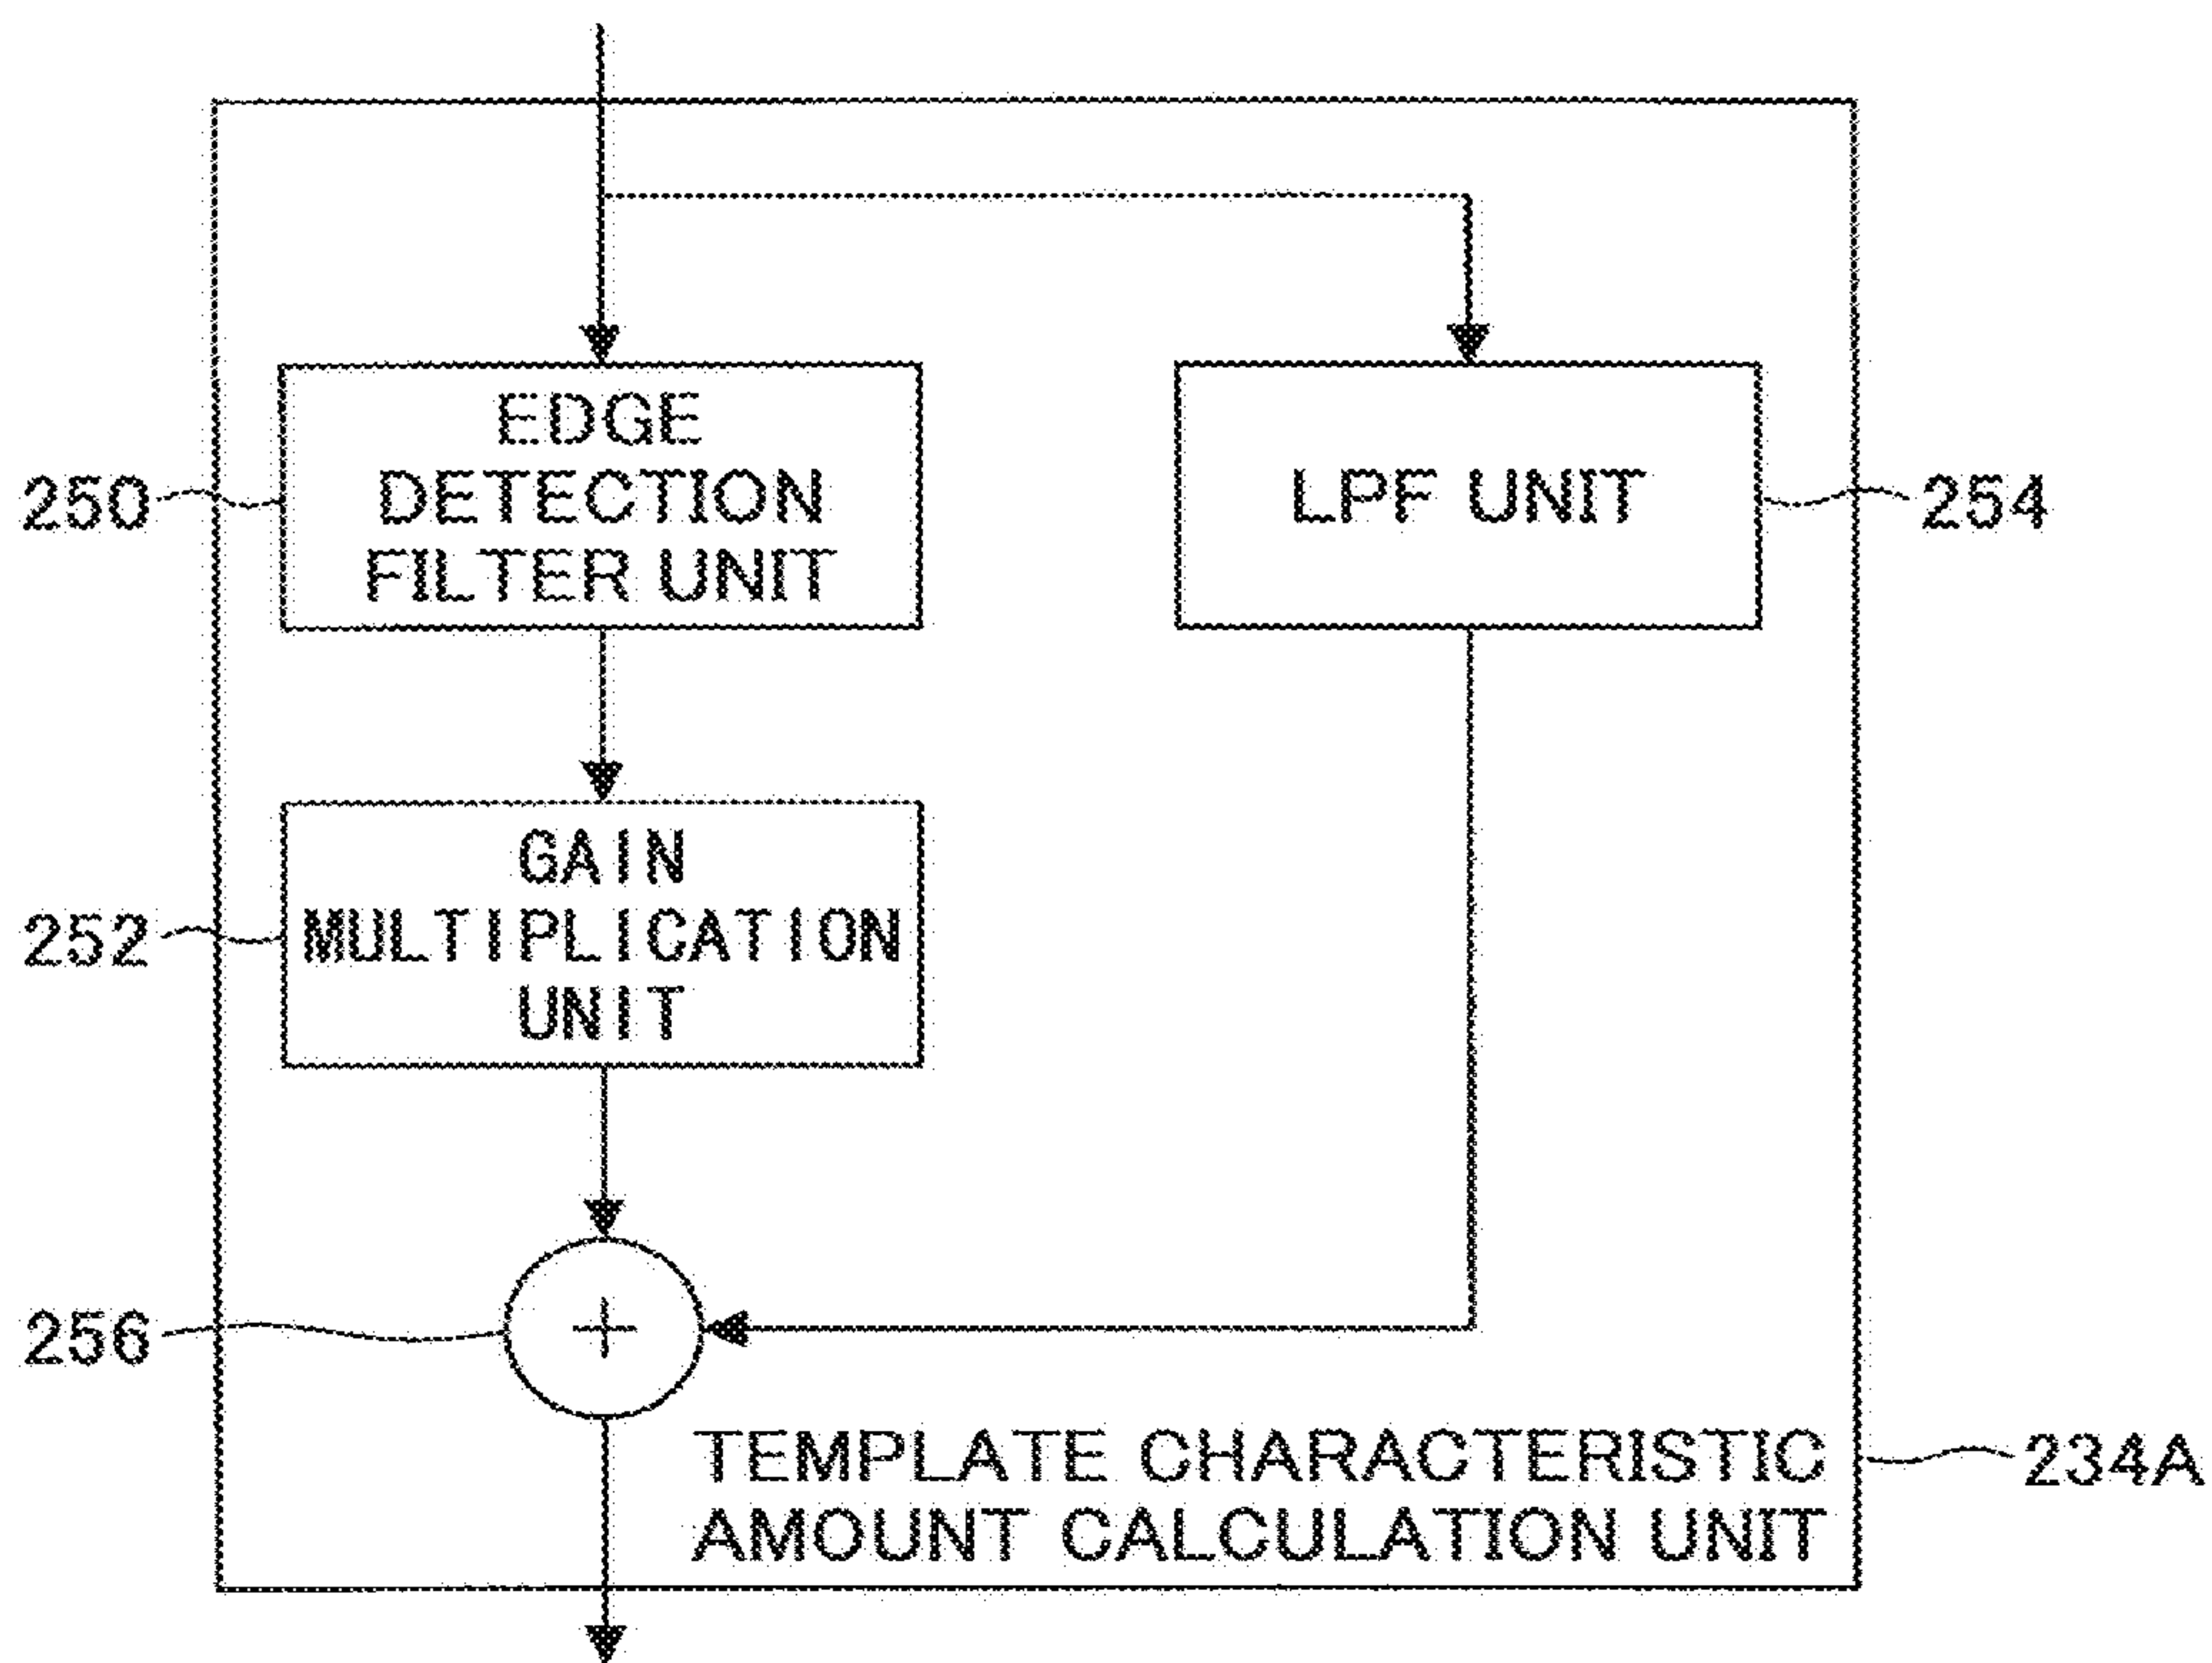 EDGE
DETECTION
FILTER UNIT
250
LPF UNIT
254
GAIN
MULTIPLICATION
UNIT
252
256
+
TEMPLATE CHARACTERISTIC
AMOUNT CALCULATION UNIT
234A